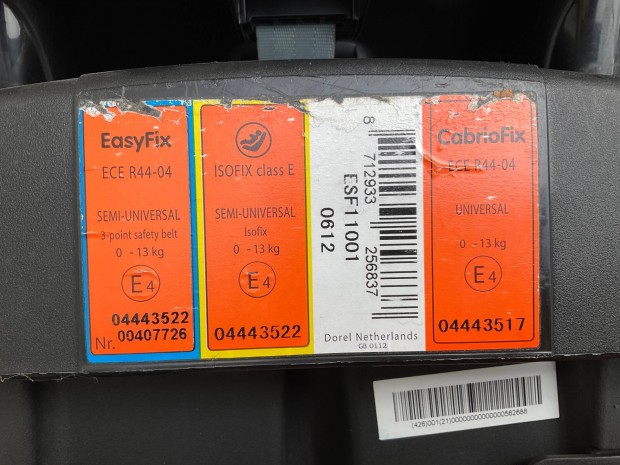 EasyFix
ECE R44-04
SEMI-UNIVERSAL
3-point safety belt
0 - 13 kg
E4
04443522
00407726
Nr.
ISOFIX class E
SEMI-UNIVERSAL
Isofix
0 - 13 kg
E4
04443522
8 712933 256837
ESF11001
0612
Dorel Netherlands
GB 0112
CabrioFix
ECE R44-04
UNIVERSAL
0 - 13 kg
E4
04443517